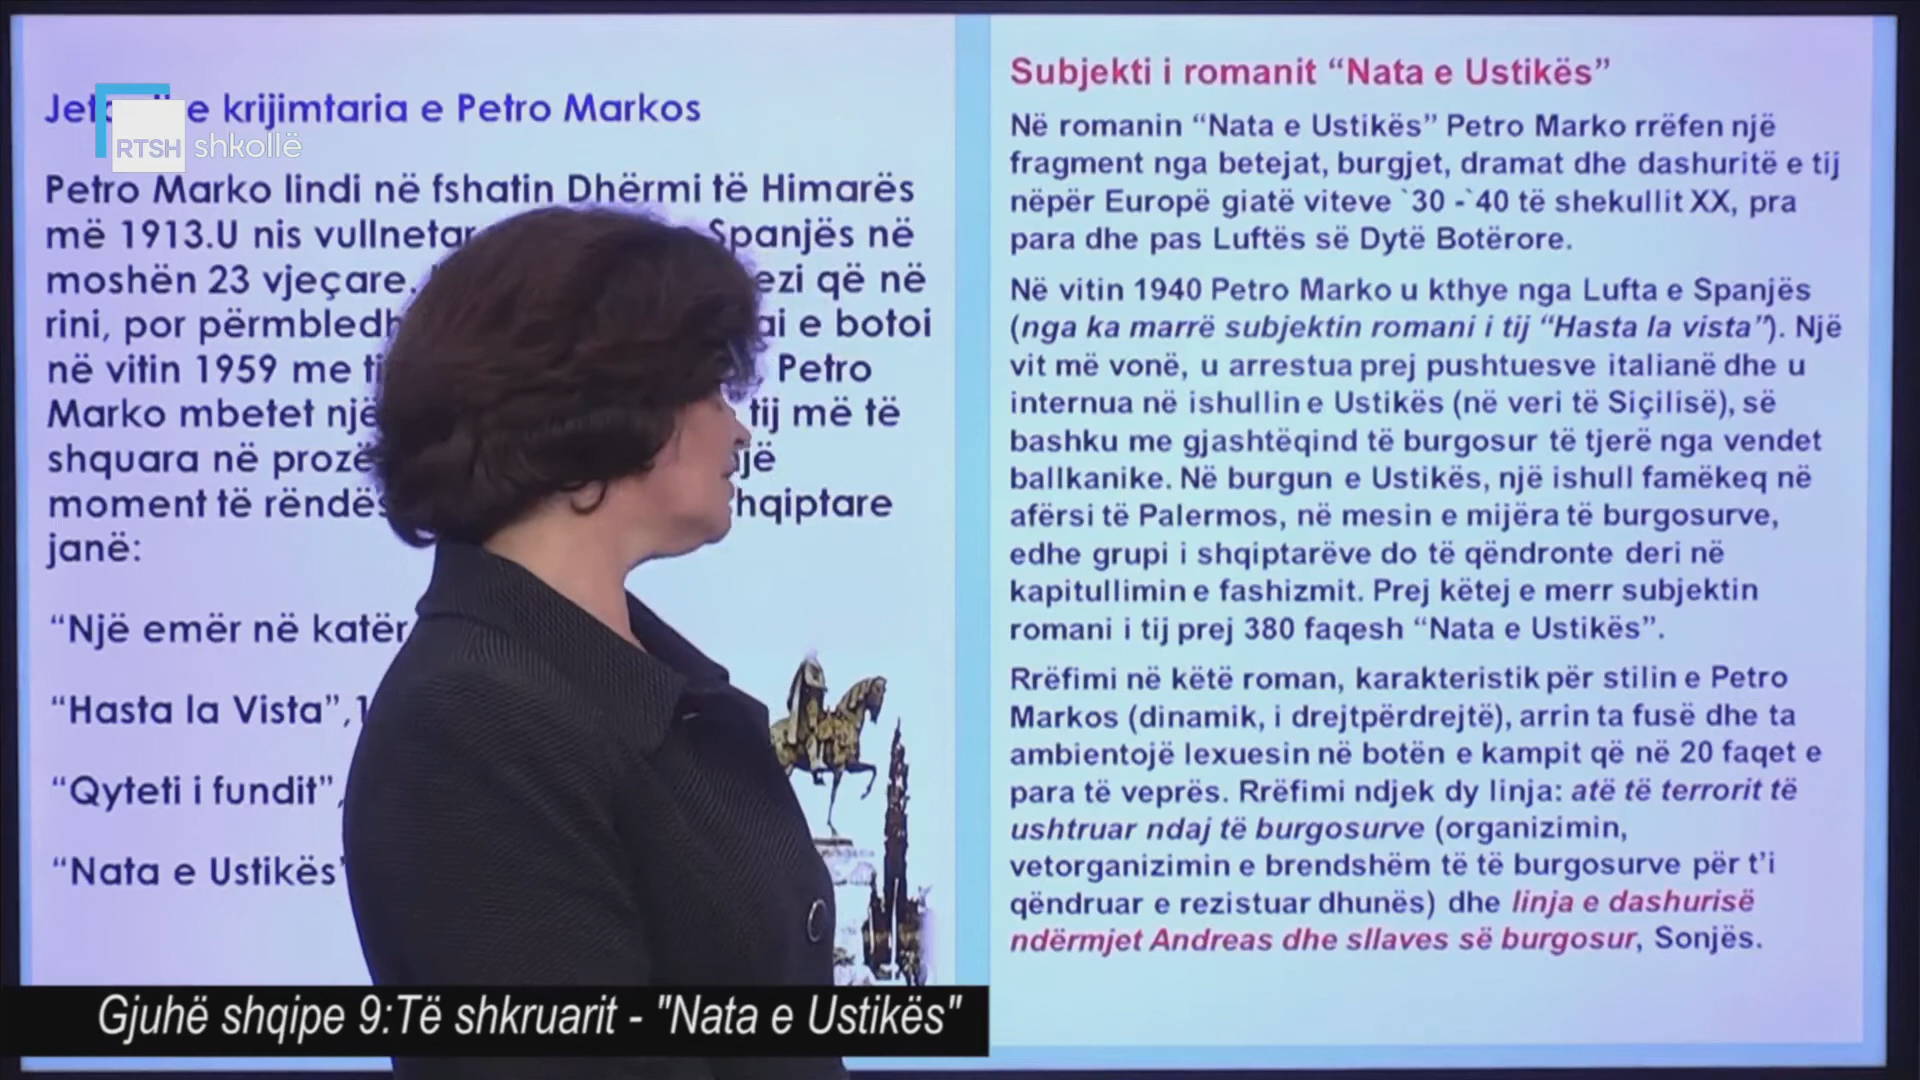 RTSH shkollë
e krijimtaria e Petro Markos
Petro Marko lindi në fshatin Dhërmi të Himarës
më 1913.U nis vullnetar Spanjës në
moshën 23 vjeçare. që në
rini, por e botoi
në vitin 1959 me Petro
Marko mbetet një tij më të
shquara në prozë
moment të
janë:
“Një emër në katër
“Hasta la Vista”,
“Qyteti i fundit”,
“Nata e Ustikës”
Subjekti i romanit “Nata e Ustikës”
Në romanin “Nata e Ustikës” Petro Marko rrëfen një
fragment nga betejat, burgjet, dramat dhe dashuritë e tij
nëpër Europë giatë viteve `30 -`40 të shekullit XX, pra
para dhe pas Luftës së Dytë Botërore.
Në vitin 1940 Petro Marko u kthye nga Lufta e Spanjës
(nga ka marrë subjektin romani i tij “Hasta la vista”). Një
vit më vonë, u arrestua prej pushtuesve italianë dhe u
internua në ishullin e Ustikës (në veri të Siçilisë), së
bashku me gjashtëqind të burgosur të tjerë nga vendet
ballkanike. Në burgun e Ustikës, një ishull famëkeq në
afërsi të Palermos, në mesin e mijëra të burgosurve,
edhe grupi i shqiptarëve do të qëndronte deri në
kapitullimin e fashizmit. Prej këtej e merr subjektin
romani i tij prej 380 faqesh “Nata e Ustikës”.
Rrëfimi në këtë roman, karakteristik për stilin e Petro
Markos (dinamik, i drejtpërdrejtë), arrin ta fusë dhe ta
ambientojë lexuesin në botën e kampit që në 20 faqet e
para të veprës. Rrëfimi ndjek dy linja: atë të terrorit të
ushtruar ndaj të burgosurve (organizimin,
vetorganizimin e brendshëm të të burgosurve për t’i
qëndruar e rezistuar dhunës) dhe linja e dashurisë
ndërmjet Andreas dhe sllaves së burgosur, Sonjës.
Gjuhë shqipe 9:Të shkruarit - "Nata e Ustikës"